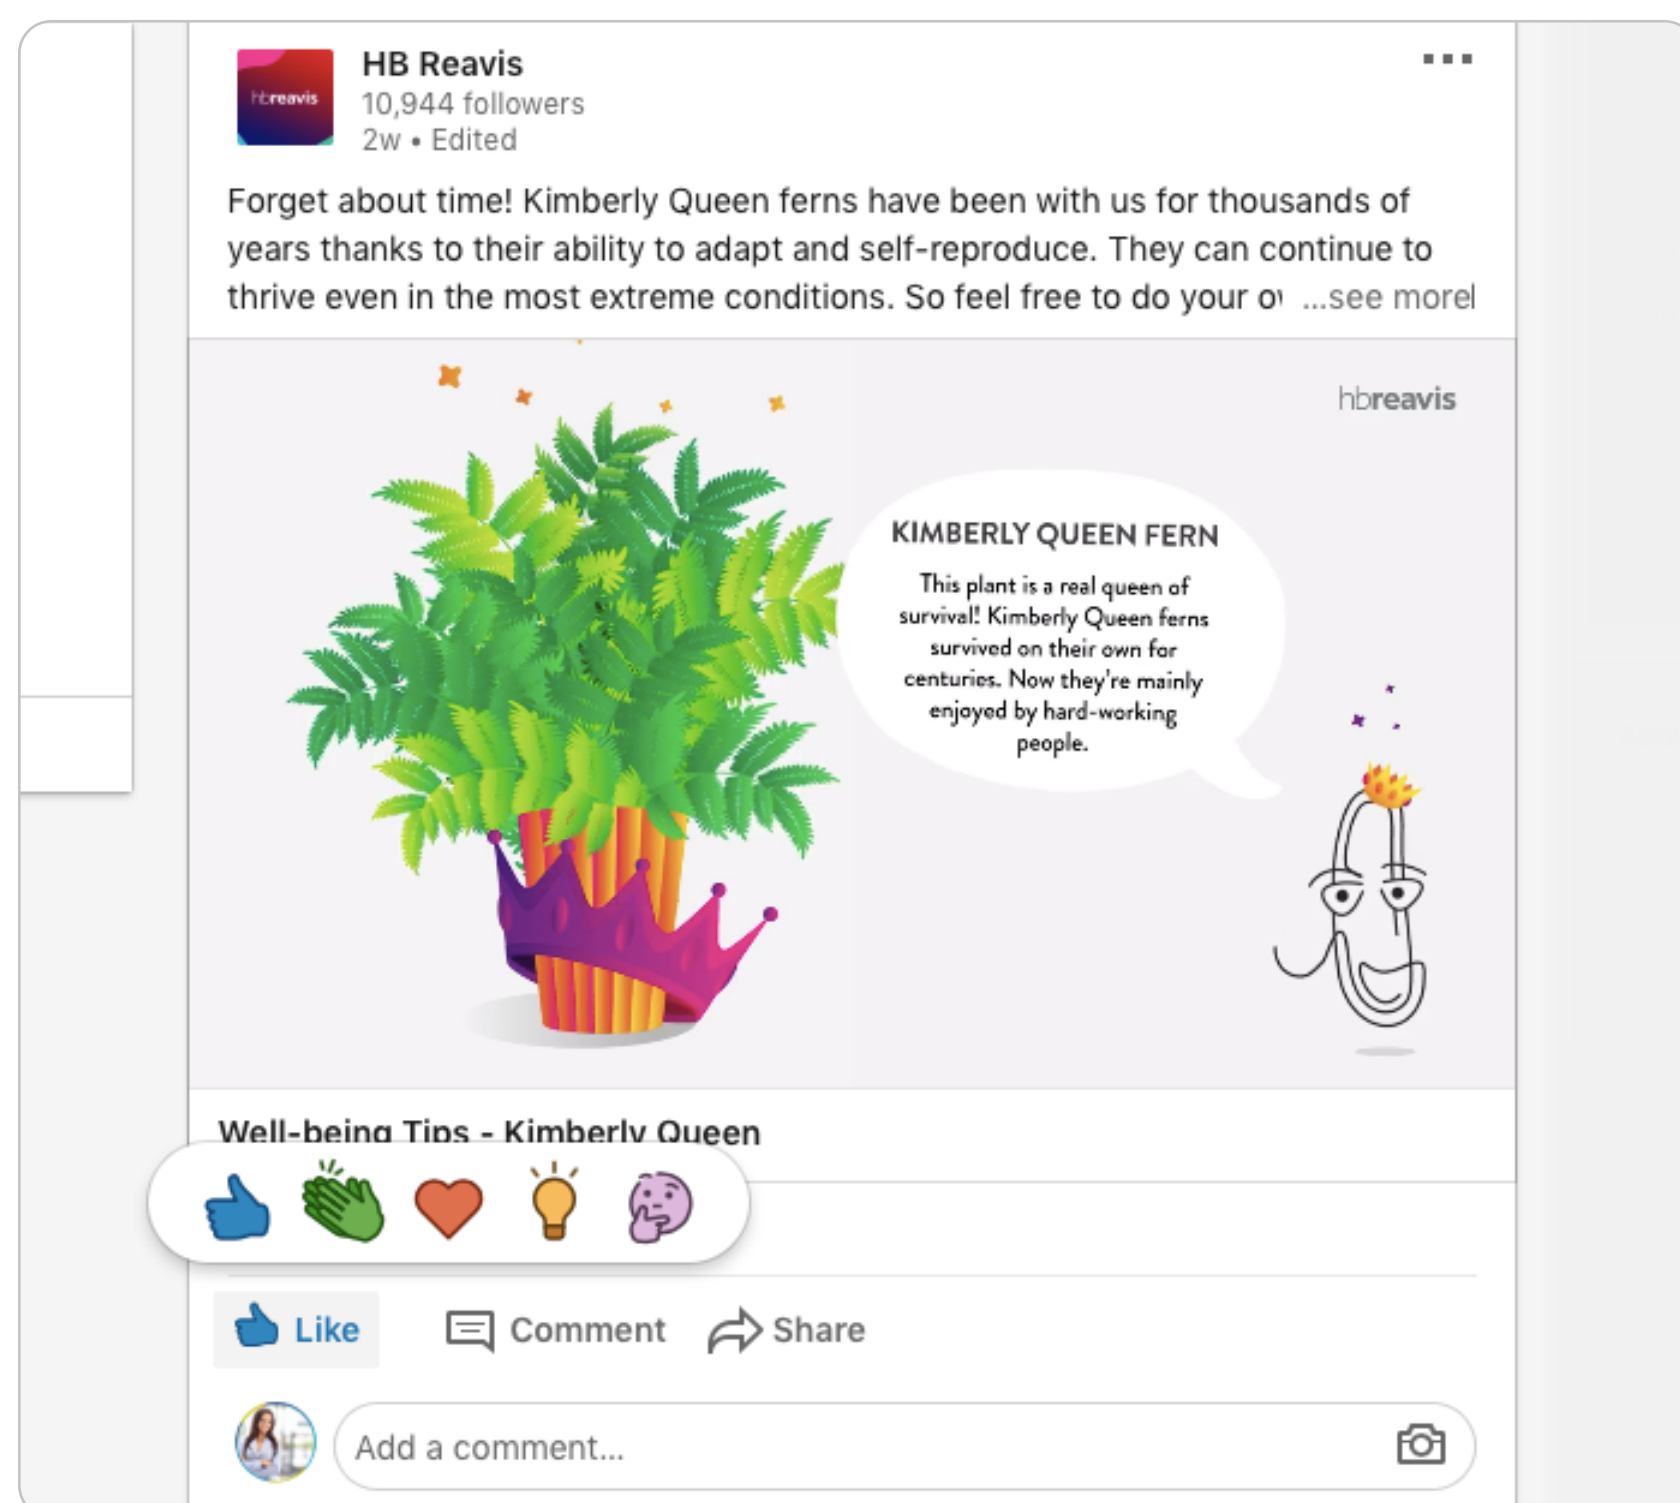 hbreavis
HB Reavis
10,944 followers
2w • Edited
Forget about time! Kimberly Queen ferns have been with us for thousands of
years thanks to their ability to adapt and self-reproduce. They can continue to
thrive even in the most extreme conditions. So feel free to do your ...see more
hbreavis
KIMBERLY QUEEN FERN
This plant is a real queen of
survival! Kimberly Queen ferns
survived on their own for
centuries. Now they're mainly
enjoyed by hard-working
people.
Well-being Tips - Kimberly Queen
Like
Comment
Share
Add a comment...